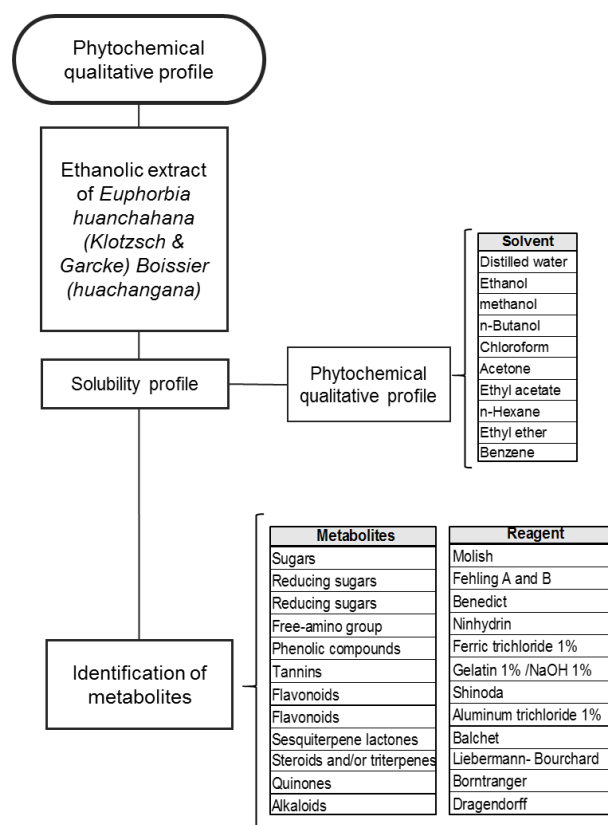 Phytochemical
qualitative profile
Ethanolic extract
of Euphorbia
huanchahana
(Klotzsch &
Garcke) Boissier
(huachangana)
Solubility profile
Phytochemical
qualitative profile
Solvent
Distilled water
Ethanol
methanol
n-Butanol
Chloroform
Acetone
Ethyl acetate
n-Hexane
Ethyl ether
Benzene
Identification of
metabolites
Metabolites
Sugars
Reducing sugars
Reducing sugars
Free-amino group
Phenolic compounds
Tannins
Flavonoids
Flavonoids
Sesquiterpene lactones
Steroids and/or triterpenes
Quinones
Alkaloids
Reagent
Molish
Fehling A and B
Benedict
Ninhydrin
Ferric trichloride 1%
Gelatin 1% /NaOH 1%
Shinoda
Aluminum trichloride 1%
Balchet
Liebermann- Bourchard
Borntranger
Dragendorff